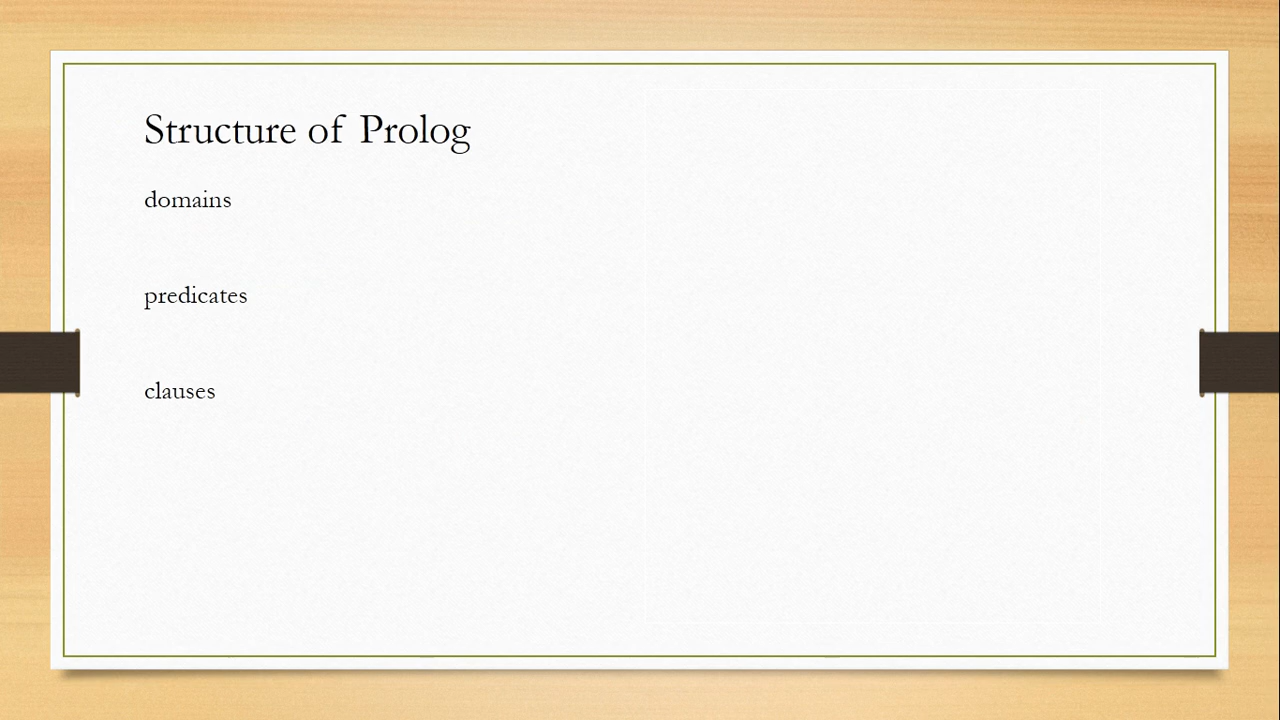 Structure of Prolog
domains
predicates
clauses